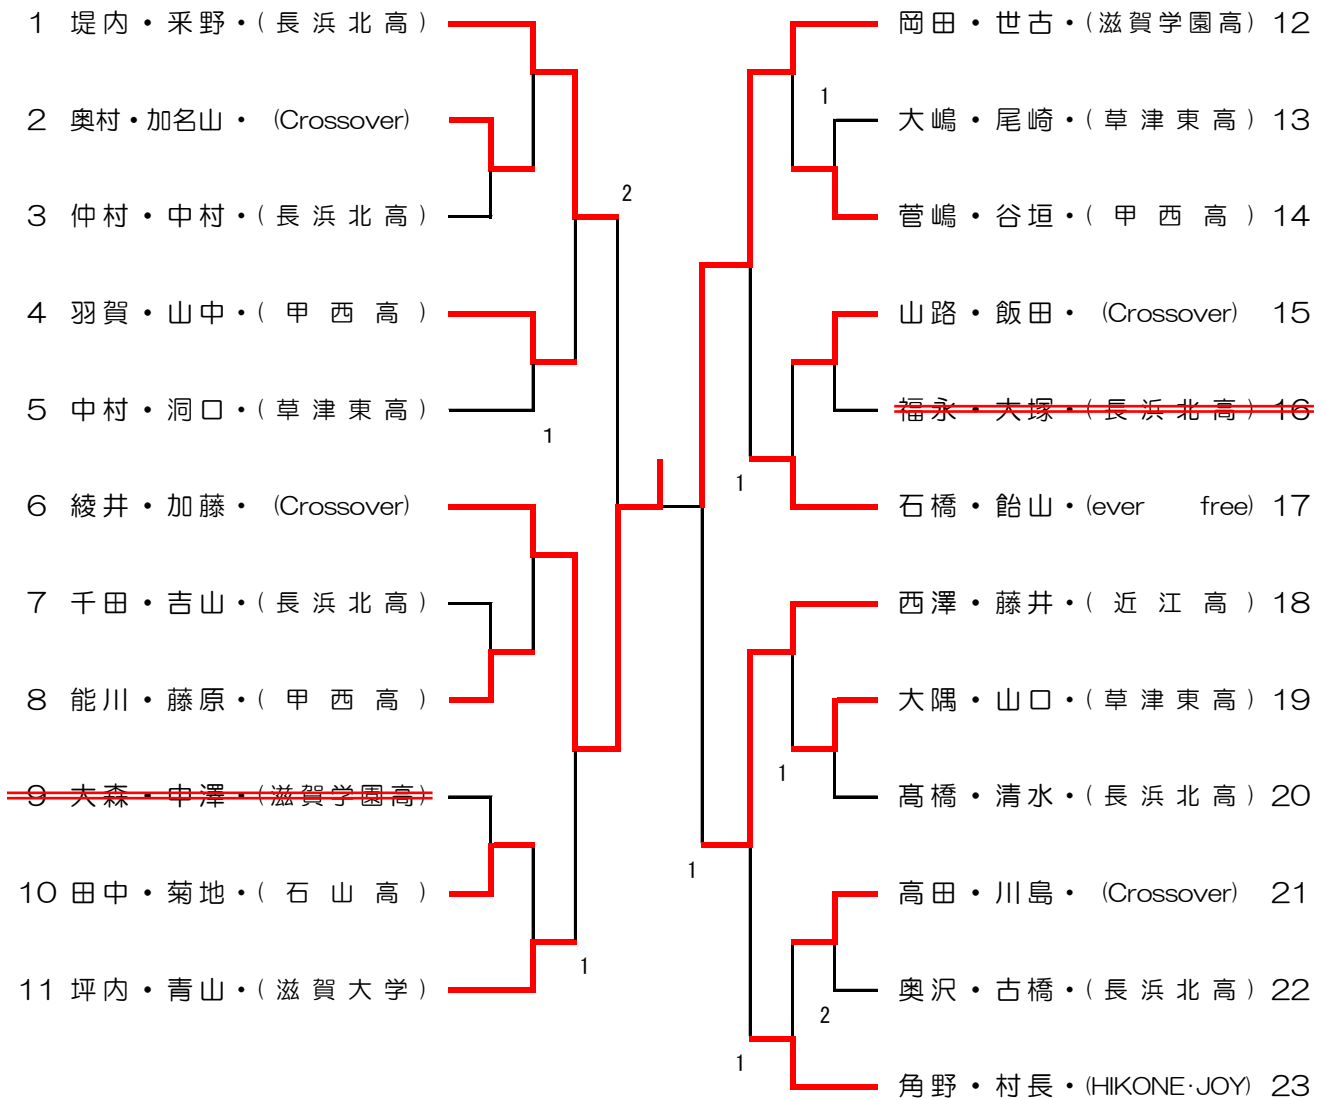 1 堤内・釆野・(長浜北高)
2 奥村・加名山・ (Crossover)
3 仲村・中村・(長浜北高)
4 羽賀・山中・(甲西高)
5 中村・洞口・(草津東高)
6 綾井・加藤・ (Crossover)
7 千田・吉山・(長浜北高)
8 能川・藤原・(甲西高)
9 大森・中澤・(滋賀学園高)
10 田中・菊地・(石山高)
11 坪内・青山・(滋賀大学)
2
1
1
岡田・世古・(滋賀学園高) 12
1
大嶋・尾崎・(草津東高) 13
菅嶋・谷垣・(甲西高) 14
山路・飯田・ (Crossover) 15
福永・大塚・(長浜北高) 16
1
石橋・飴山・(ever free) 17
西澤・藤井・(近江高) 18
大隅・山口・(草津東高) 19
1
髙橋・清水・(長浜北高) 20
1
高田・川島・ (Crossover) 21
奥沢・古橋・(長浜北高) 22
2
1
角野・村長・(HIKONE・JOY) 23